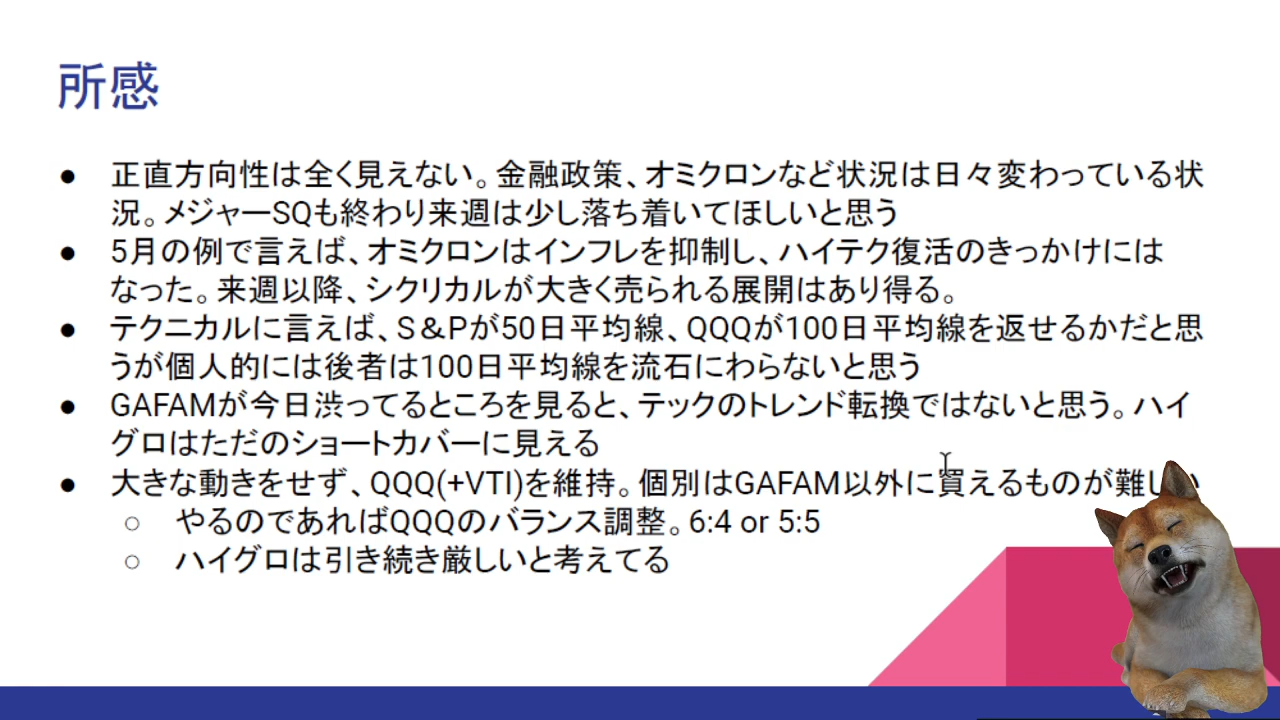 所感
● 正直方向性は全く見えない。金融政策、オミクロンなど状況は日々変わっている状
況。メジャーSQも終わり来週は少し落ち着いてほしいと思う
● 5月の例で言えば、オミクロンはインフレを抑制し、ハイテク復活のきっかけには
なった。来週以降、シクリカルが大きく売られる展開はあり得る。
● テクニカルに言えば、S&Pが50日平均線、QQQが100日平均線を返せるかだと思
うが個人的には後者は100日平均線を流石にわらないと思う
● GAFAMが今日渋ってるところを見ると、テックのトレンド転換ではないと思う。ハイ
グロはただのショートカバーに見える
● 大きな動きをせず、QQQ(+VTI)を維持。個別はGAFAM以外に買えるものが難しい
○ やるのであればQQQのバランス調整。6:4 or 5:5
○ ハイグロは引き続き厳しいと考えてる